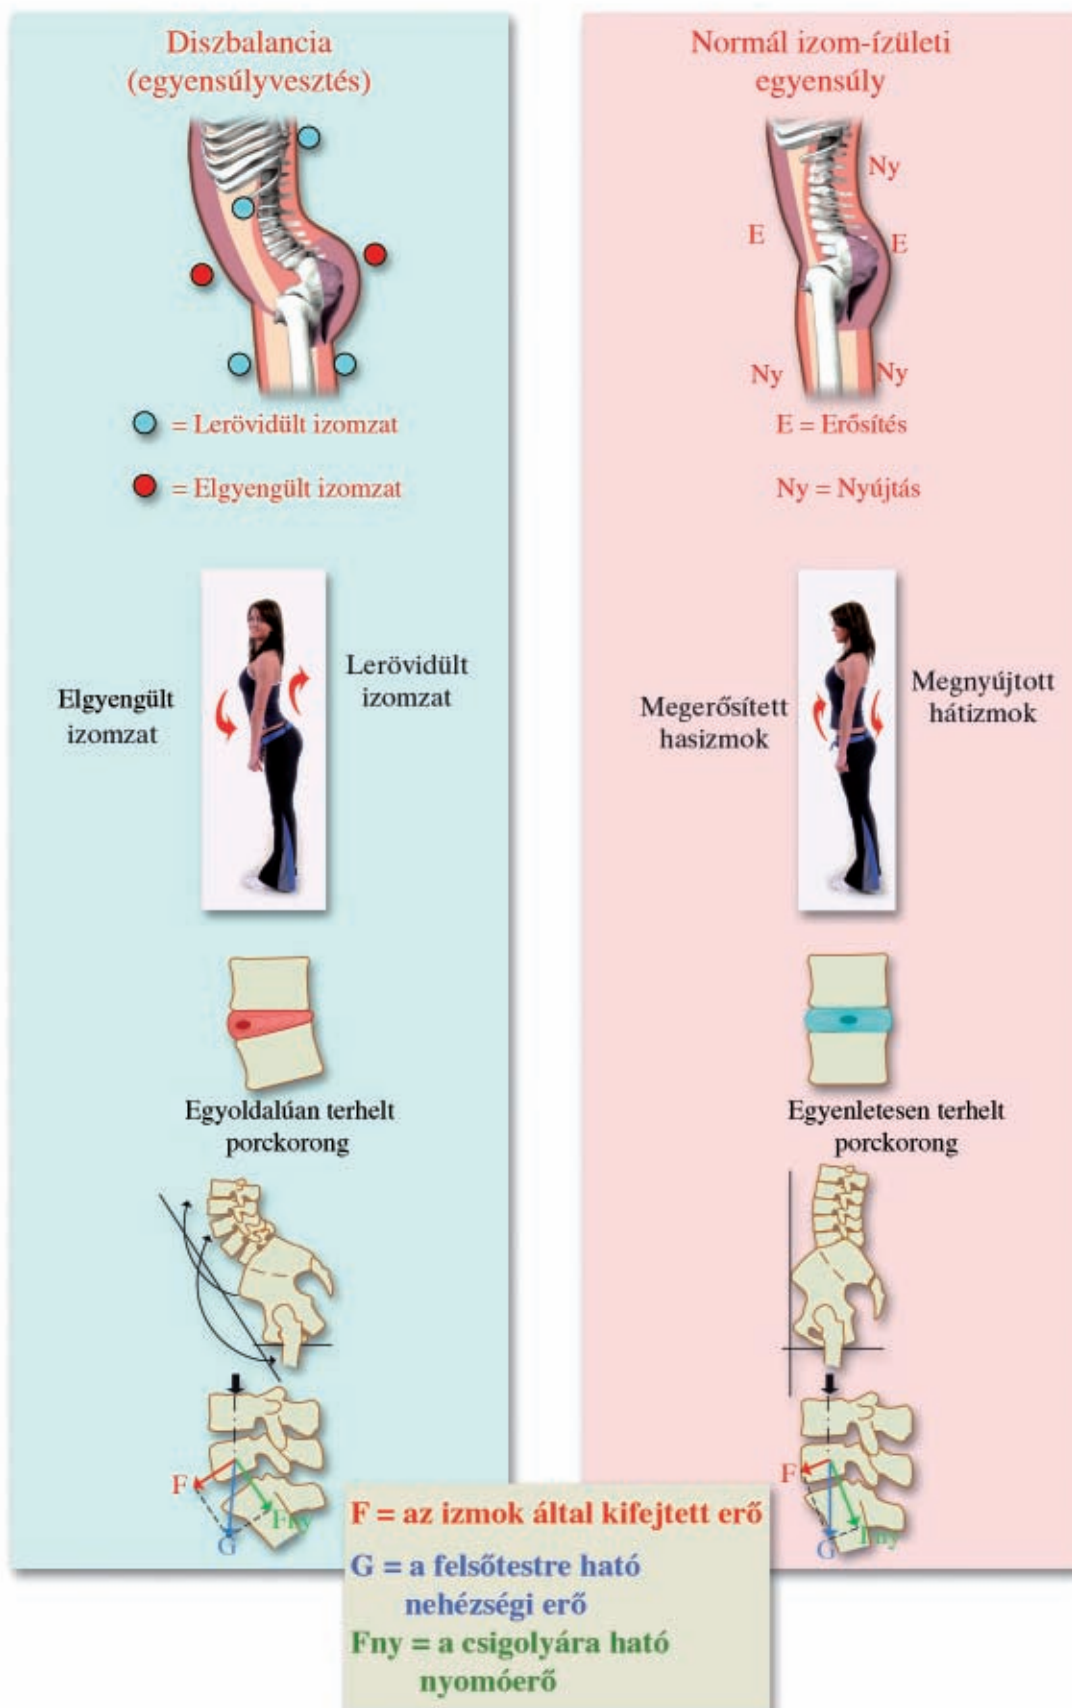 Diszbalancia
(egyensúlyvesztés)
= Lerövidült izomzat
= Elgyengült izomzat
Elgyengült
izomzat
Lerövidült
izomzat
Egyoldalúan terhelt
porckorong
F
G
Fny
Normál izom-ízületi
egyensúly
Ny
E
E
Ny
Ny
E = Erősítés
Ny = Nyújtás
Megerősített
hasizmok
Megnyújtott
hátizmok
Egyenletesen terhelt
porckorong
F
G
Fny
F = az izmok által kifejtett erő
G = a felsőtestre ható
nehézségi erő
Fny = a csigolyára ható
nyomóerő